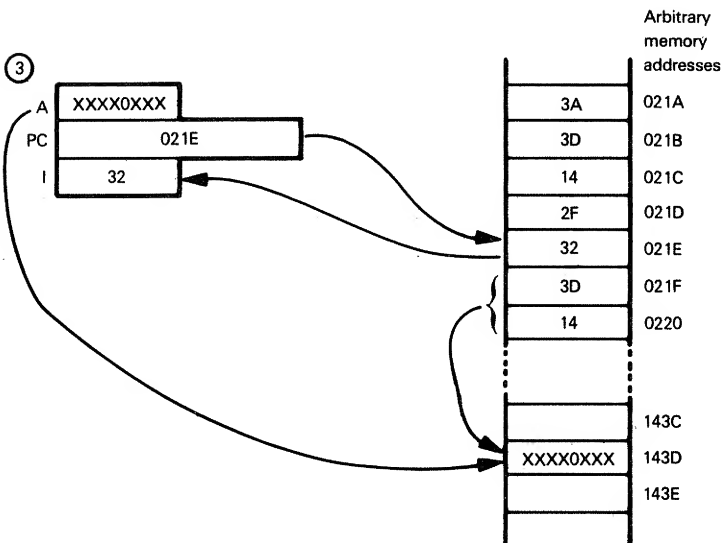 Arbitrary
memory
addresses
3
A XXXX0XXX
PC 021E
I 32
3A 021A
3D 021B
14 021C
2F 021D
32 021E
3D 021F
14 0220
143C
XXXX0XXX 143D
143E